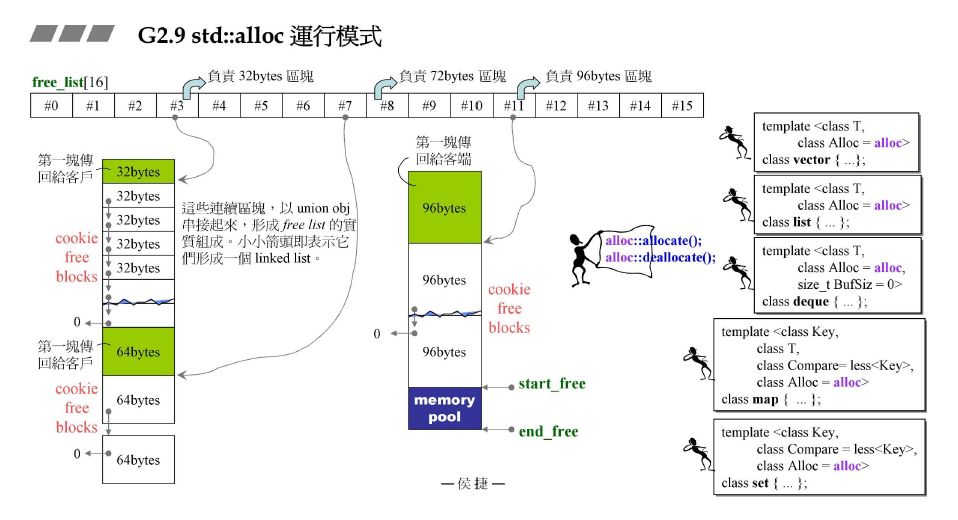 G2.9 std::alloc 運行模式
free_list[16]
負責 32bytes 區塊
負責 72bytes 區塊
負責 96bytes 區塊
#0 #1 #2 #3 #4 #5 #6 #7 #8 #9 #10 #11 #12 #13 #14 #15
第一塊傳
回給客戶
32bytes
32bytes
32bytes
32bytes
32bytes
cookie
free
blocks
0
這些連續區塊，以 union obj
串接起來，形成 free list 的實
質組成。小小箭頭即表示它
們形成一個 linked list。
第一塊傳
回給客戶
64bytes
cookie
free
blocks
64bytes
0
64bytes
第一塊傳
回給客端
96bytes
96bytes
cookie
free
blocks
0
96bytes
memory
pool
start_free
end_free
alloc::allocate();
alloc::deallocate();
template <class T,
class Alloc = alloc>
class vector { ...};
template <class T,
class Alloc = alloc>
class list { ... };
template <class T,
class Alloc = alloc,
size_t BufSiz = 0>
class deque { ... };
template <class Key,
class T,
class Compare= less<Key>,
class Alloc = alloc>
class map { ... };
template <class Key,
class Compare = less<Key>,
class Alloc = alloc>
class set { ... };
— 侯捷 —